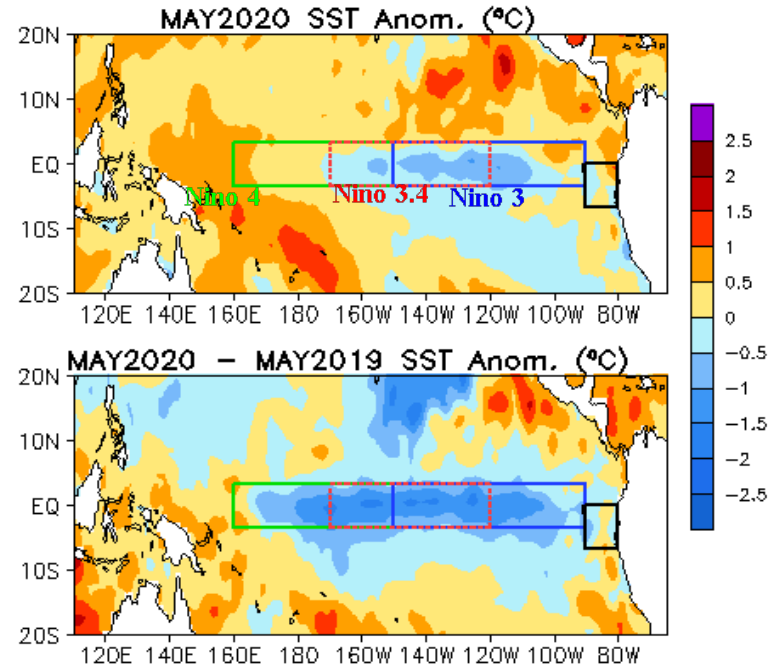 MAY2020 SST Anom. (°C)
20N
10N
EQ
10S
20S
Nino 4
Nino 3.4
Nino 3
120E 140E 160E 180 160W 140W 120W 100W 80W
MAY2020 – MAY2019 SST Anom. (°C)
20N
10N
EQ
10S
20S
120E 140E 160E 180 160W 140W 120W 100W 80W
2.5
2
1.5
1
0.5
0
−0.5
−1
−1.5
−2
−2.5